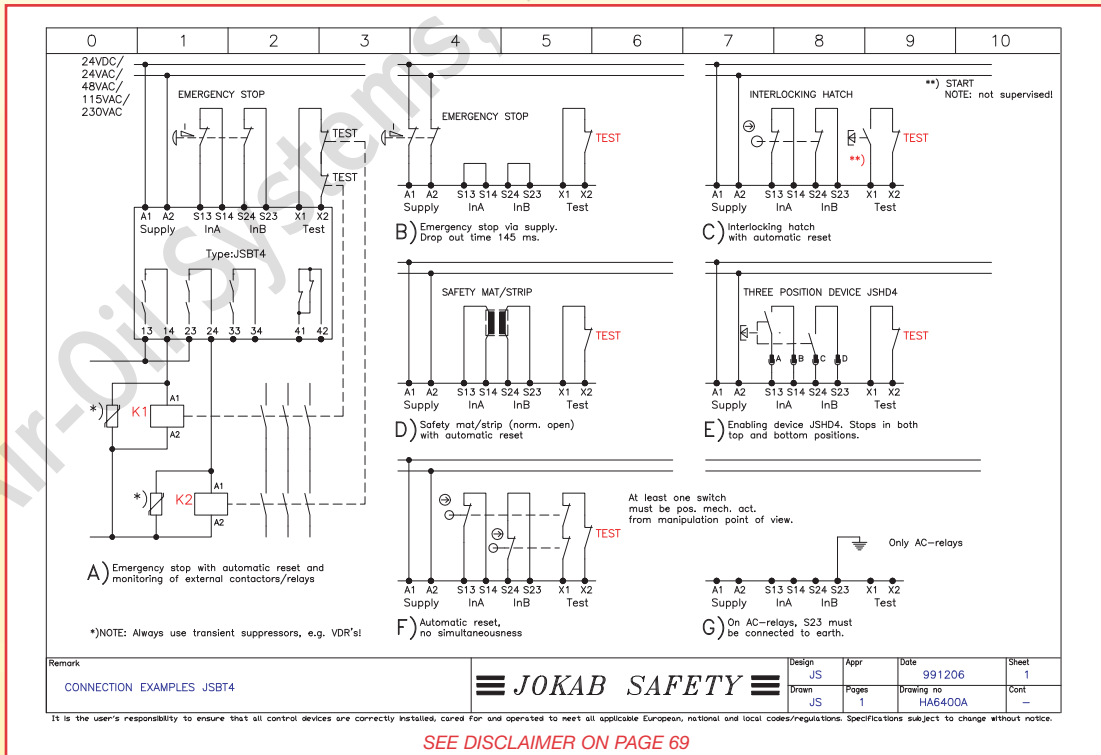 0 1 2 3 4 5 6 7 8 9 10
24VDC/
24VAC/
48VAC/
115VAC/
230VAC
EMERGENCY STOP
TEST
TEST
A1 A2 S13 S14 S24 S23 X1 X2
Supply InA InB Test
Type:JSBT4
13 14 23 24 33 34 41 42
*)
K1
A1
A2
*)
K2
A1
A2
A) Emergency stop with automatic reset and
monitoring of external contactors/relays
*)NOTE: Always use transient suppressors, e.g. VDR's!
EMERGENCY STOP
TEST
A1 A2 S13 S14 S24 S23 X1 X2
Supply InA InB Test
B) Emergency stop via supply.
Drop out time 145 ms.
**) START
NOTE: not supervised!
INTERLOCKING HATCH
TEST
**)
A1 A2 S13 S14 S24 S23 X1 X2
Supply InA InB Test
C) Interlocking hatch
with automatic reset
SAFETY MAT/STRIP
TEST
A1 A2 S13 S14 S24 S23 X1 X2
Supply InA InB Test
D) Safety mat/strip (norm. open)
with automatic reset
THREE POSITION DEVICE JSHD4
TEST
A B C D
A1 A2 S13 S14 S24 S23 X1 X2
Supply InA InB Test
E) Enabling device JSHD4. Stops in both
top and bottom positions.
At least one switch
must be pos. mech. act.
from manipulation point of view.
TEST
A1 A2 S13 S14 S24 S23 X1 X2
Supply InA InB Test
F) Automatic reset,
no simultaneousness
Only AC-relays
A1 A2 S13 S14 S24 S23 X1 X2
Supply InA InB Test
G) On AC-relays, S23 must
be connected to earth.
Remark
CONNECTION EXAMPLES JSBT4
JOKAB SAFETY
Design Appr Date Sheet
JS 991206 1
Drawn Pages Drawing no Cont
JS 1 HA6400A -
It is the user's responsibility to ensure that all control devices are correctly installed, cared for and operated to meet all applicable European, national and local codes/regulations. Specifications subject to change without notice.
SEE DISCLAIMER ON PAGE 69
Air-Oil Systems,